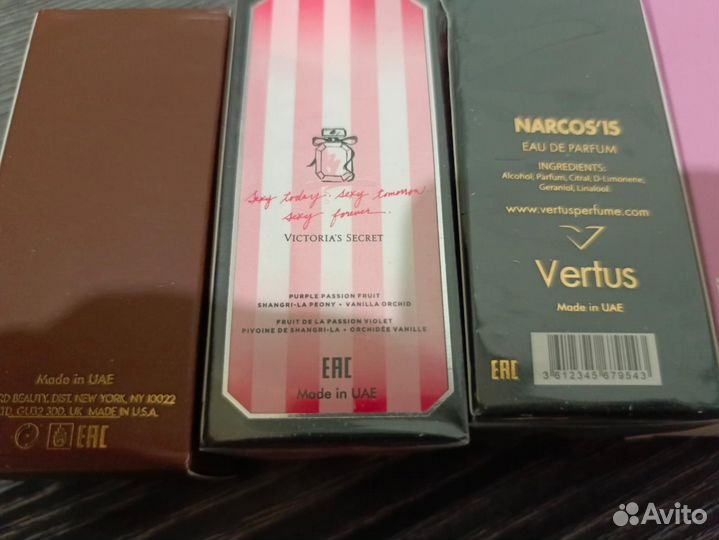 Made in UAE
RD BEAUTY, DIST. NEW YORK, NY 10022
GU32 3DD, UK MADE IN U.S.A.
EAC
Sexy today. Sexy tomorrow
Sexy forever.
VICTORIA'S SECRET
PURPLE PASSION FRUIT
SHANGRI-LA PEONY • VANILLA ORCHID
FRUIT DE LA PASSION VIOLET
PIVOINE DE SHANGRI-LA • ORCHIDÉE VANILLE
EAC
Made in UAE
NARCOS'IS
EAU DE PARFUM
INGREDIENTS:
Alcohol, Parfum, Citral, D-Limonene,
Geraniol, Linalool.
www.vertusperfume.com
Vertus
Made in UAE
EAC
3 612345 679543
Avito